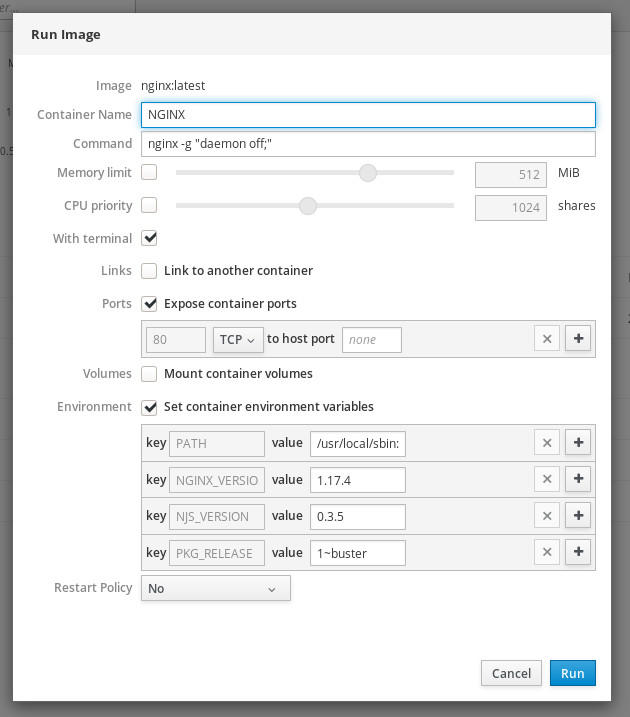 er...
Run Image
Image nginx:latest
Container Name NGINX
Command nginx -g "daemon off;"
Memory limit 512 MiB
CPU priority 1024 shares
With terminal
Links Link to another container
Ports Expose container ports
80 TCP to host port none
Volumes Mount container volumes
Environment Set container environment variables
key PATH value /usr/local/sbin:
key NGINX_VERSIO value 1.17.4
key NJS_VERSION value 0.3.5
key PKG_RELEASE value 1~buster
Restart Policy No
Cancel Run